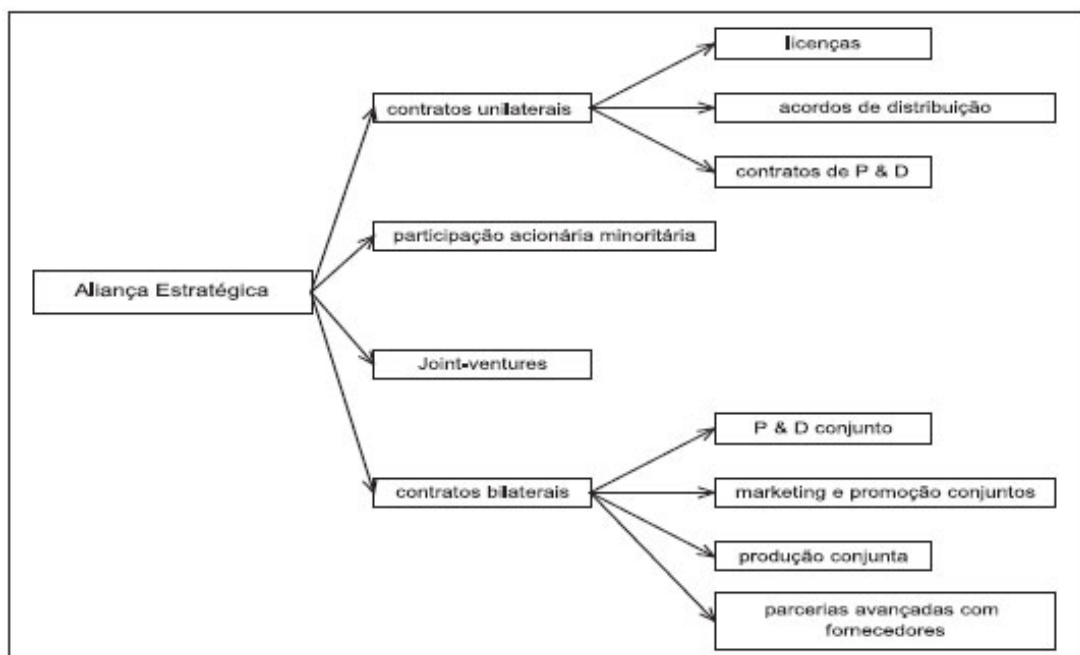 Aliança Estratégica
contratos unilaterais
licenças
acordos de distribuição
contratos de P & D
participação acionária minoritária
Joint-ventures
contratos bilaterais
P & D conjunto
marketing e promoção conjuntos
produção conjunta
parcerias avançadas com
fornecedores